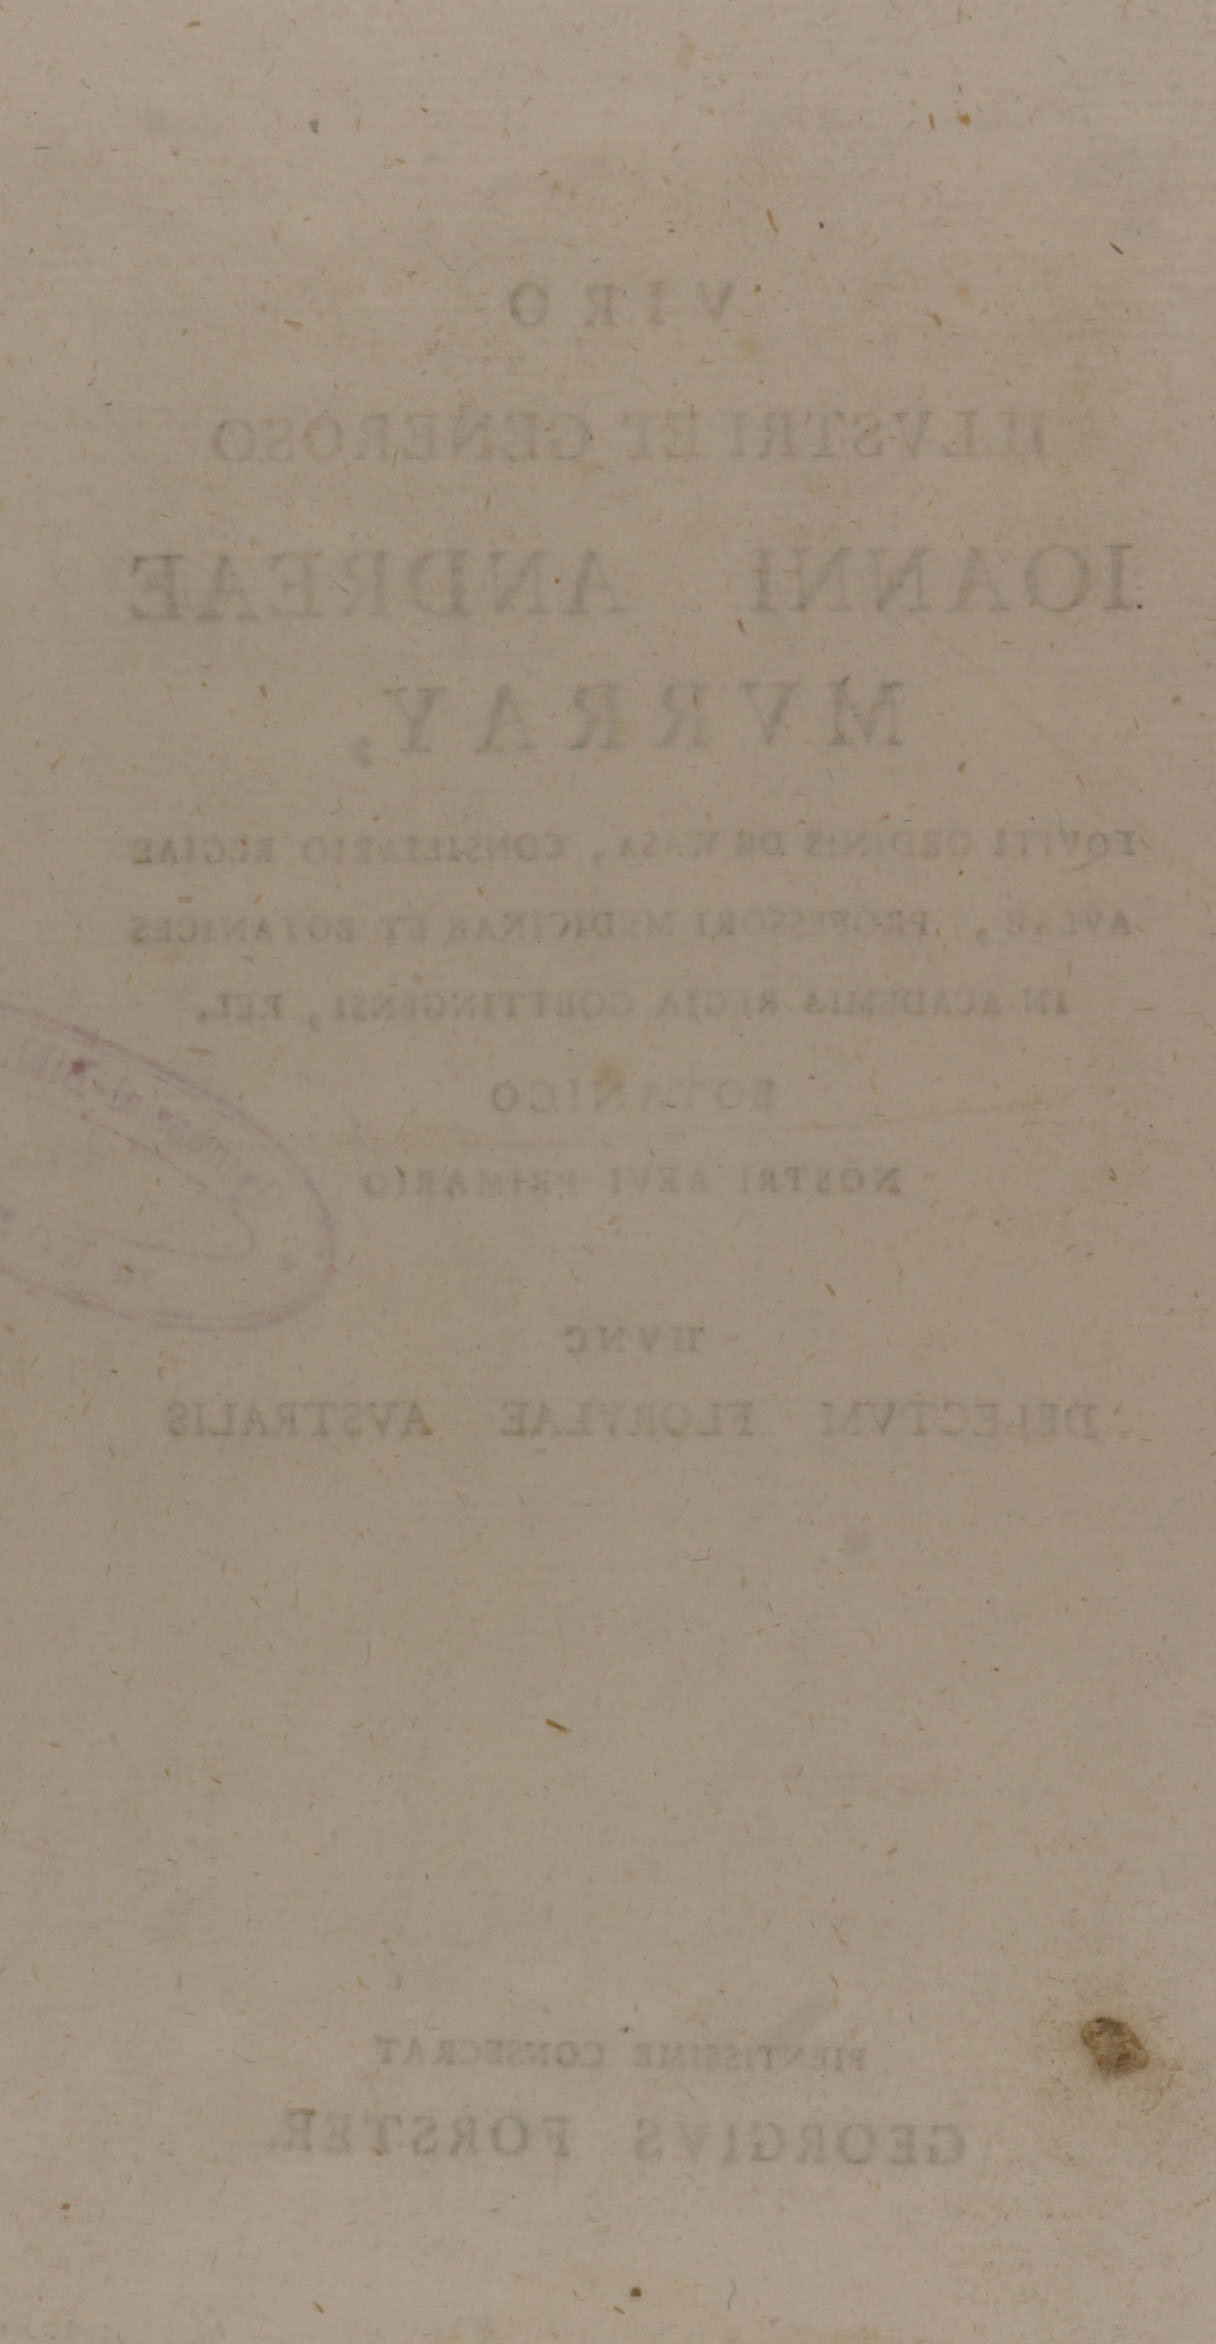 VIRO
ILLVSTRI ET GENEROSO
IOANNI ANDREAE
MVRRAY,
EQVITI ORDINIS DE WASA, CONSILIARIO REGIAE
AVLAE, PROFESSORI MEDICINAE ET BOTANICES
IN ACADEMIA REGIA GOETTINGENSI, REL.
BOTANICO
NOSTRI AEVI PRIMARIO
HVNC
DELECTVM FLORVLAE AVSTRALIS
PIENTISSIME CONSECRAT
GEORGIVS FORSTER.